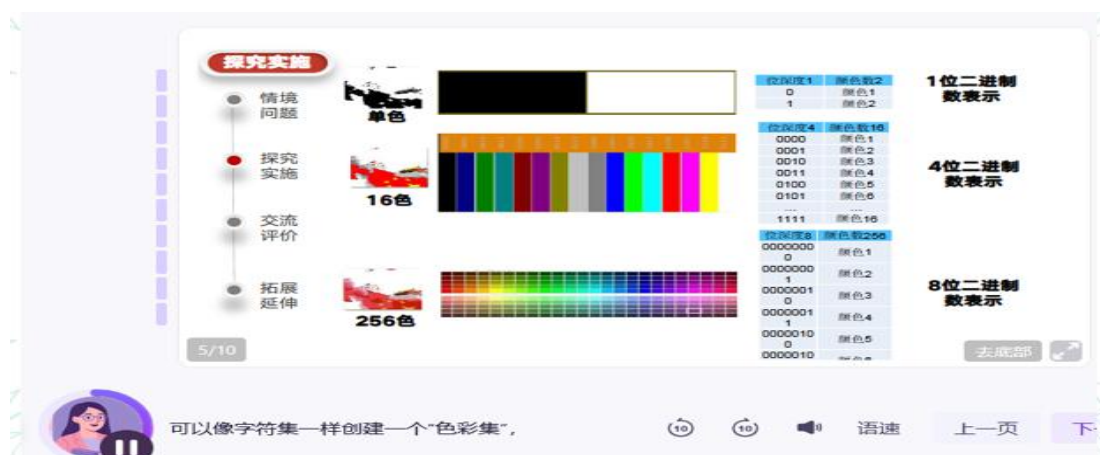 探究实施
情境
问题
探究
实施
交流
评价
拓展
延伸
单色
16色
256色
位深度1 颜色数2
0 颜色1
1 颜色2
1位二进制
数表示
位深度4 颜色数16
0000 颜色1
0001 颜色2
0010 颜色3
0011 颜色4
0100 颜色5
0101 颜色6
... ...
1111 颜色16
4位二进制
数表示
位深度8 颜色数256
0000000
0 颜色1
0000000
1 颜色2
0000001
0 颜色3
0000001
1 颜色4
0000010
0 颜色5
0000010
8位二进制
数表示
5/10
去底部
可以像字符集一样创建一个“色彩集”,
10
10
语速
上一页
下